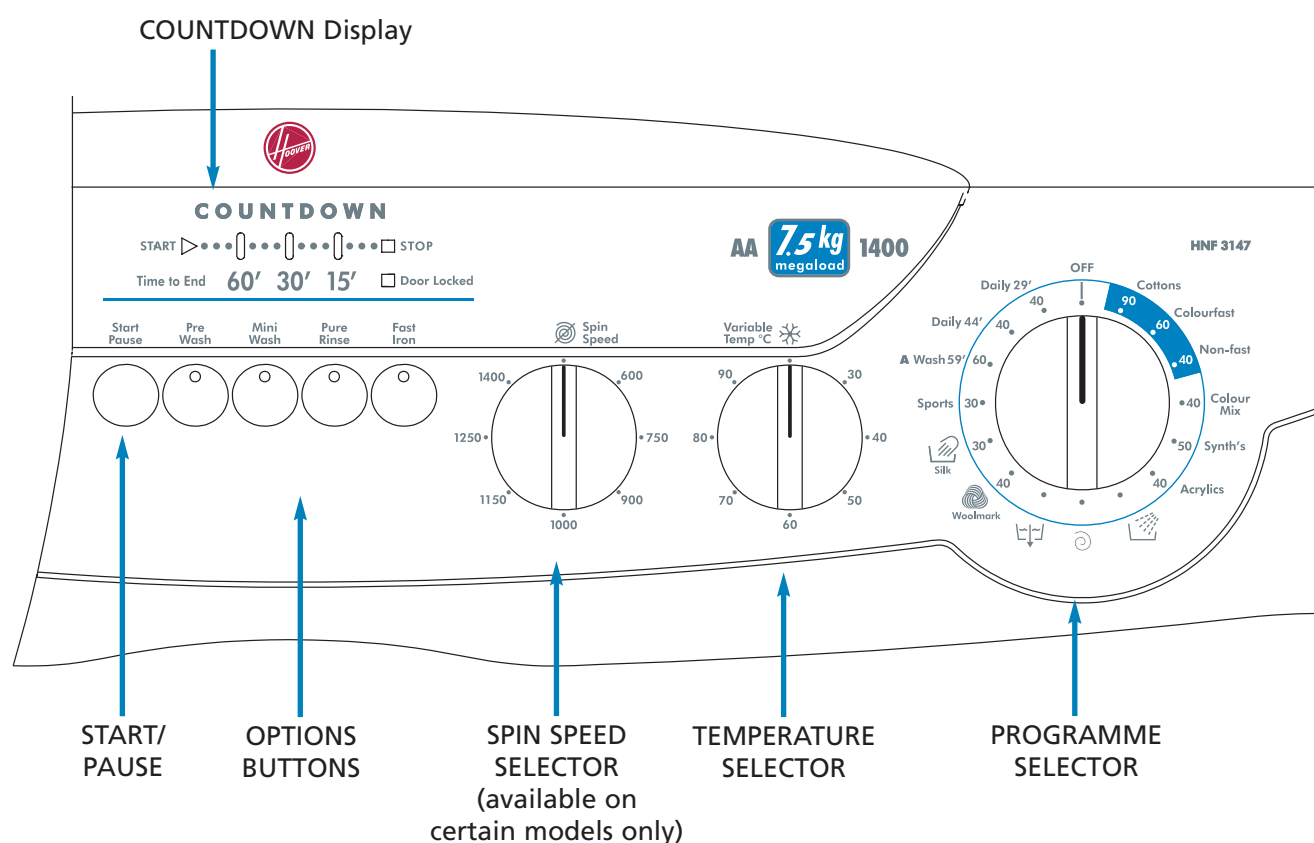 COUNTDOWN Display
HOOVER
COUNTDOWN
START
STOP
Time to End 60′ 30′ 15′
Door Locked
AA 7.5 kg 1400
megaload
HNF 3147
Start
Pause
Pre
Wash
Mini
Wash
Pure
Rinse
Fast
Iron
Spin
Speed
600
750
900
1000
1150
1250
1400
Variable
Temp °C
30
40
50
60
70
80
90
OFF
90 Cottons
60 Colourfast
40 Non-fast
40 Colour
Mix
50 Synth's
40 Acrylics
Woolmark 40
Silk 30
Sports 30
A Wash 59′ 60
Daily 44′ 40
Daily 29′ 40
START/
PAUSE
OPTIONS
BUTTONS
SPIN SPEED
SELECTOR
(available on
certain models only)
TEMPERATURE
SELECTOR
PROGRAMME
SELECTOR